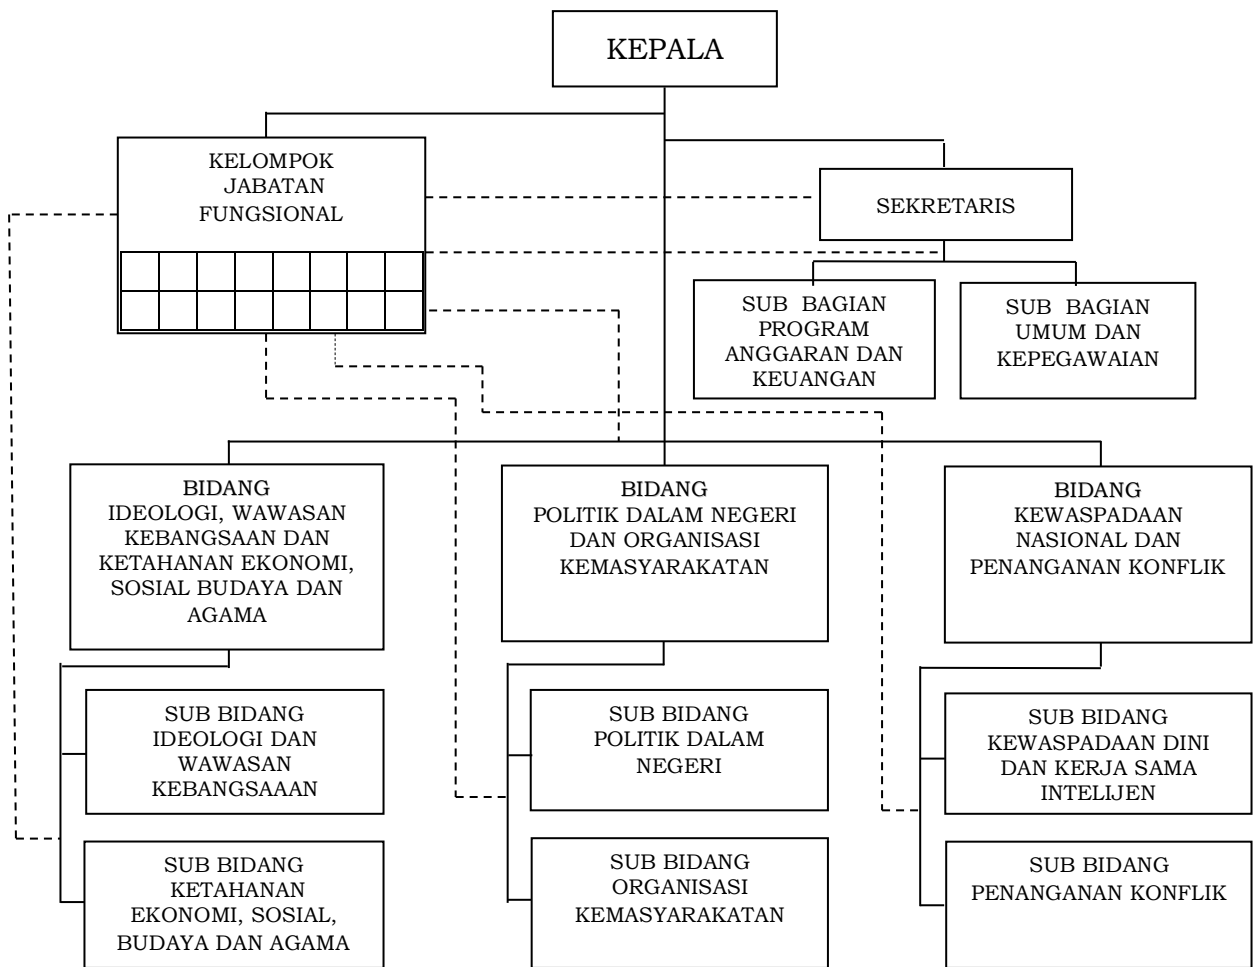 KEPALA
KELOMPOK
JABATAN
FUNGSIONAL
SEKRETARIS
SUB BAGIAN
PROGRAM
ANGGARAN DAN
KEUANGAN
SUB BAGIAN
UMUM DAN
KEPEGAWAIAN
BIDANG
IDEOLOGI, WAWASAN
KEBANGSAAN DAN
KETAHANAN EKONOMI,
SOSIAL BUDAYA DAN
AGAMA
BIDANG
POLITIK DALAM NEGERI
DAN ORGANISASI
KEMASYARAKATAN
BIDANG
KEWASPADAAN
NASIONAL DAN
PENANGANAN KONFLIK
SUB BIDANG
IDEOLOGI DAN
WAWASAN
KEBANGSAAAN
SUB BIDANG
POLITIK DALAM
NEGERI
SUB BIDANG
KEWASPADAAN DINI
DAN KERJA SAMA
INTELIJEN
SUB BIDANG
KETAHANAN
EKONOMI, SOSIAL,
BUDAYA DAN AGAMA
SUB BIDANG
ORGANISASI
KEMASYARAKATAN
SUB BIDANG
PENANGANAN KONFLIK